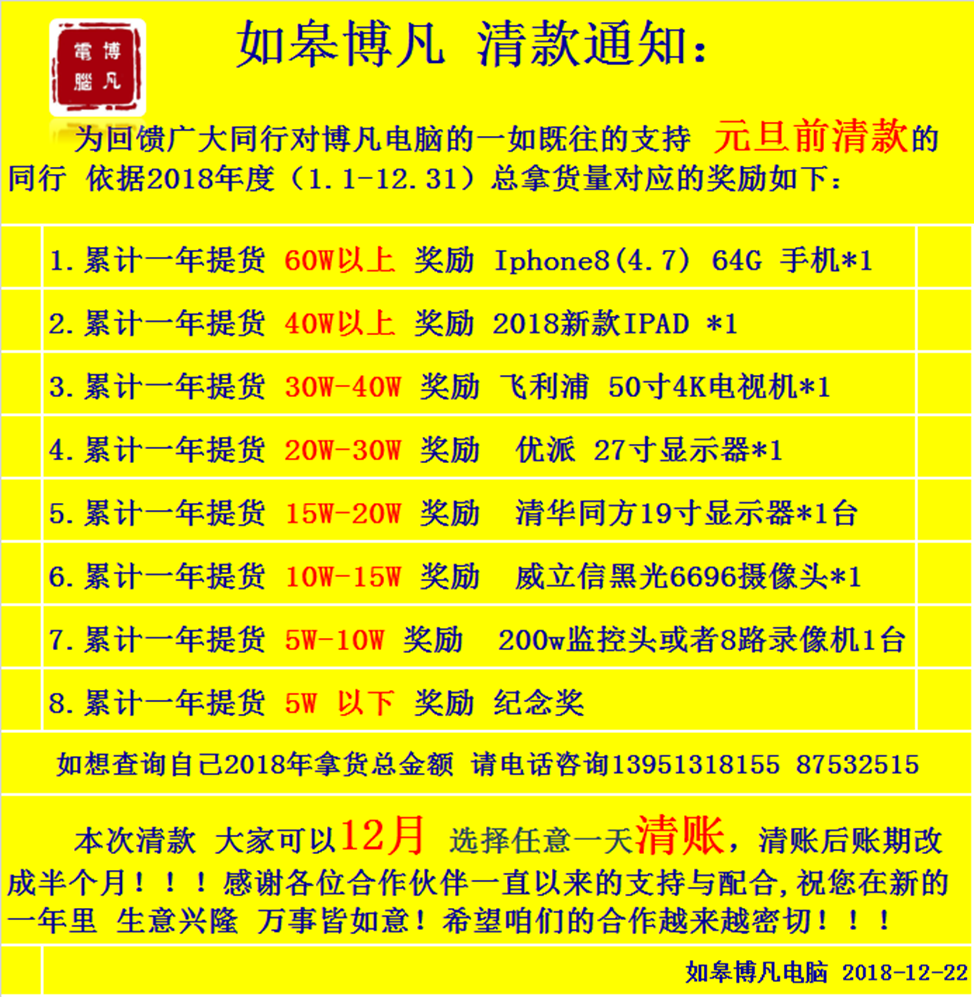 電博
腦凡
如皋博凡 清款通知：
为回馈广大同行对博凡电脑的一如既往的支持 元旦前清款的
同行 依据2018年度（1.1-12.31）总拿货量对应的奖励如下：
1.累计一年提货 60W以上 奖励 Iphone8(4.7) 64G 手机*1
2.累计一年提货 40W以上 奖励 2018新款IPAD *1
3.累计一年提货 30W-40W 奖励 飞利浦 50寸4K电视机*1
4.累计一年提货 20W-30W 奖励 优派 27寸显示器*1
5.累计一年提货 15W-20W 奖励 清华同方19寸显示器*1台
6.累计一年提货 10W-15W 奖励 威立信黑光6696摄像头*1
7.累计一年提货 5W-10W 奖励 200w监控头或者8路录像机1台
8.累计一年提货 5W 以下 奖励 纪念奖
如想查询自己2018年拿货总金额 请电话咨询13951318155 87532515
本次清款 大家可以12月 选择任意一天清账，清账后账期改
成半个月！！！感谢各位合作伙伴一直以来的支持与配合,祝您在新的
一年里 生意兴隆 万事皆如意！希望咱们的合作越来越密切！！！
如皋博凡电脑 2018-12-22